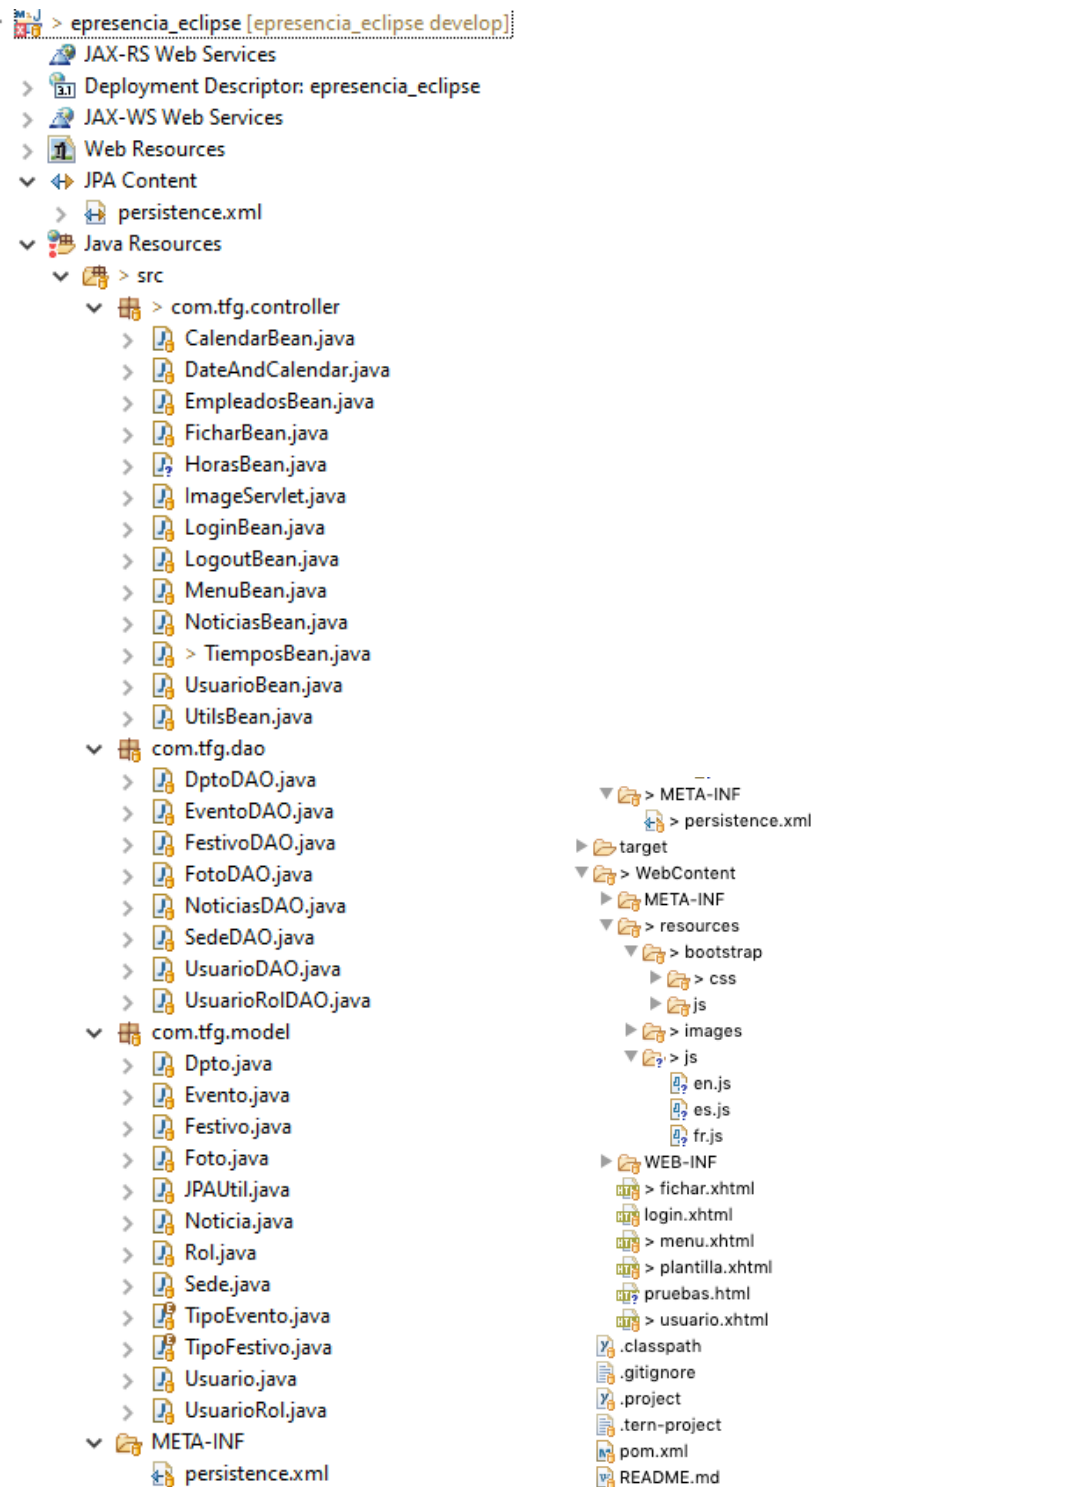 > epresencia_eclipse [epresencia_eclipse develop]
JAX-RS Web Services
Deployment Descriptor: epresencia_eclipse
JAX-WS Web Services
Web Resources
JPA Content
persistence.xml
Java Resources
> src
> com.tfg.controller
CalendarBean.java
DateAndCalendar.java
EmpleadosBean.java
FicharBean.java
HorasBean.java
ImageServlet.java
LoginBean.java
LogoutBean.java
MenuBean.java
NoticiasBean.java
> TiemposBean.java
UsuarioBean.java
UtilsBean.java
com.tfg.dao
DptoDAO.java
EventoDAO.java
FestivoDAO.java
FotoDAO.java
NoticiasDAO.java
SedeDAO.java
UsuarioDAO.java
UsuarioRolDAO.java
com.tfg.model
Dpto.java
Evento.java
Festivo.java
Foto.java
JPAUtil.java
Noticia.java
Rol.java
Sede.java
TipoEvento.java
TipoFestivo.java
Usuario.java
UsuarioRol.java
META-INF
persistence.xml
> META-INF
> persistence.xml
target
> WebContent
META-INF
> resources
> bootstrap
> css
js
> images
> js
en.js
es.js
fr.js
WEB-INF
> fichar.xhtml
login.xhtml
> menu.xhtml
> plantilla.xhtml
pruebas.html
> usuario.xhtml
.classpath
.gitignore
.project
.tern-project
pom.xml
README.md